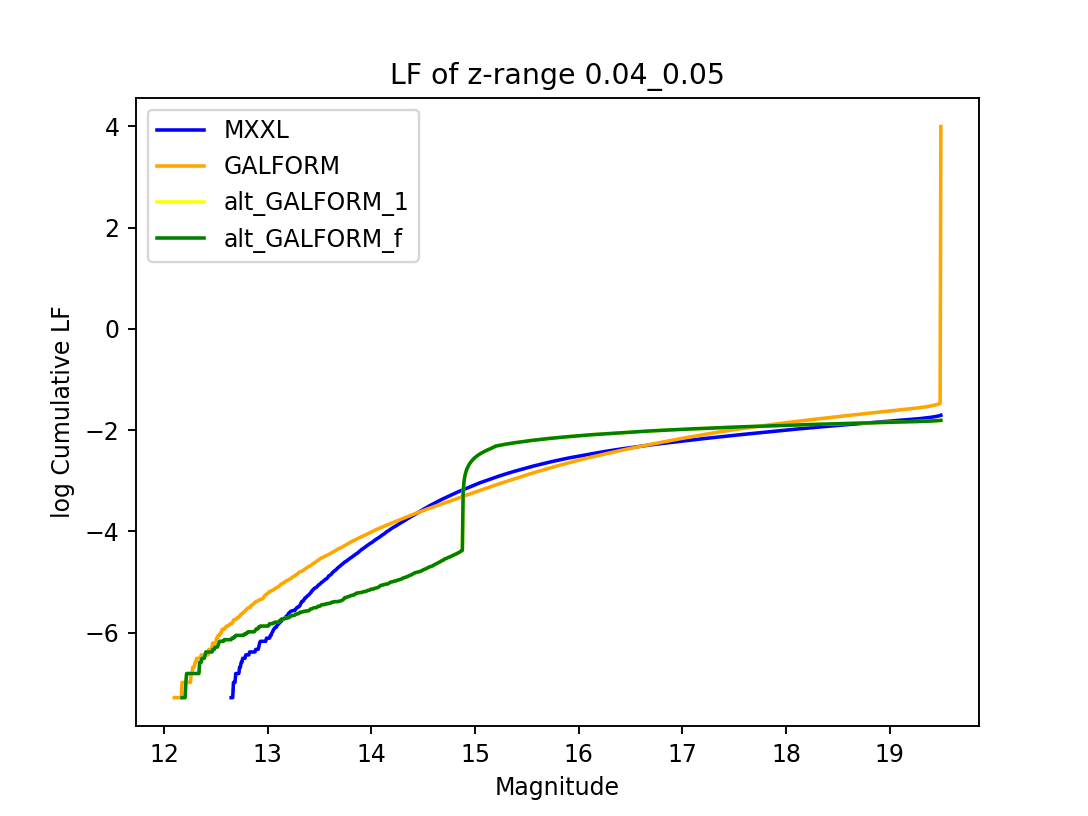 LF of z-range 0.04_0.05
MXXL
GALFORM
alt_GALFORM_1
alt_GALFORM_f
4
2
0
−2
−4
−6
log Cumulative LF
12 13 14 15 16 17 18 19
Magnitude